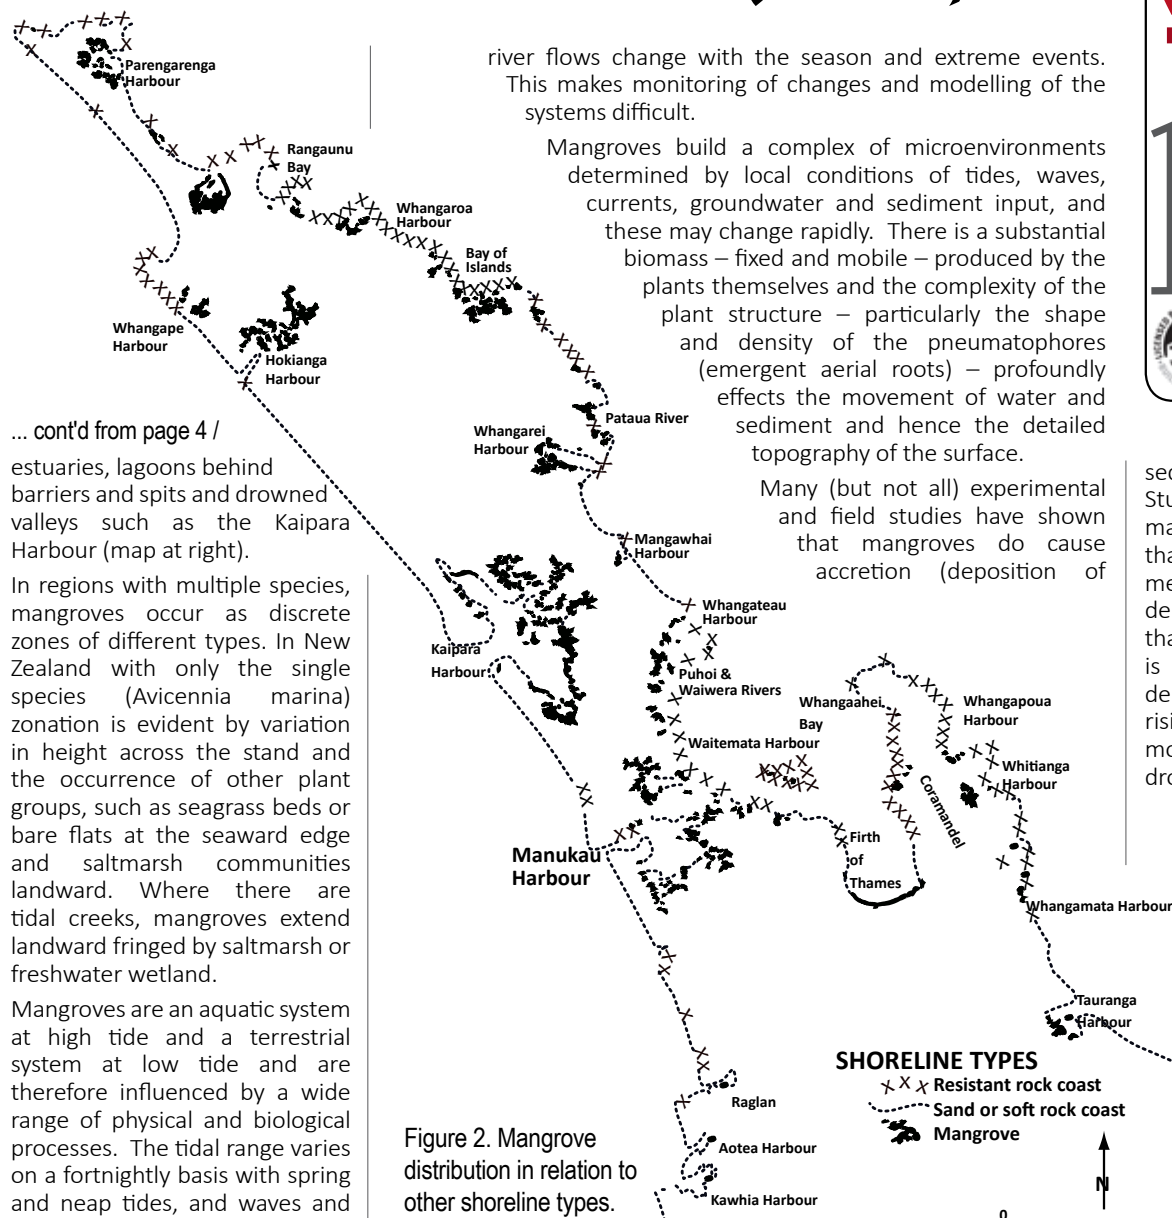 ... cont'd from page 4 /
estuaries, lagoons behind
barriers and spits and drowned
valleys such as the Kaipara
Harbour (map at right).
In regions with multiple species,
mangroves occur as discrete
zones of different types. In New
Zealand with only the single
species (Avicennia marina)
zonation is evident by variation
in height across the stand and
the occurrence of other plant
groups, such as seagrass beds or
bare flats at the seaward edge
and saltmarsh communities
landward. Where there are
tidal creeks, mangroves extend
landward fringed by saltmarsh or
freshwater wetland.
Mangroves are an aquatic system
at high tide and a terrestrial
system at low tide and are
therefore influenced by a wide
range of physical and biological
processes. The tidal range varies
on a fortnightly basis with spring
and neap tides, and waves and
river flows change with the season and extreme events.
This makes monitoring of changes and modelling of the
systems difficult.
Mangroves build a complex of microenvironments
determined by local conditions of tides, waves,
currents, groundwater and sediment input, and
these may change rapidly. There is a substantial
biomass – fixed and mobile – produced by the
plants themselves and the complexity of the
plant structure – particularly the shape
and density of the pneumatophores
(emergent aerial roots) – profoundly
effects the movement of water and
sediment and hence the detailed
topography of the surface.
Many (but not all) experimental
and field studies have shown
that mangroves do cause
accretion (deposition of
Parengarenga
Harbour
Rangaunu
Bay
Whangaroa
Harbour
Bay of
Islands
Whangape
Harbour
Hokianga
Harbour
Pataua River
Whangarei
Harbour
Mangawhai
Harbour
Whangateau
Harbour
Kaipara
Harbour
Puhoi &
Waiwera Rivers
Whangaahei
Bay
Whangapoua
Harbour
Waitemata Harbour
Whitianga
Harbour
Coramandel
Manukau
Harbour
Firth
of
Thames
Whangamata Harbour
Tauranga
Harbour
Raglan
Aotea Harbour
Kawhia Harbour
SHORELINE TYPES
Resistant rock coast
Sand or soft rock coast
Mangrove
N
0
Figure 2. Mangrove
distribution in relation to
other shoreline types.
sec
Stu
ma
tha
me
de
tha
is
de
risi
mo
dro